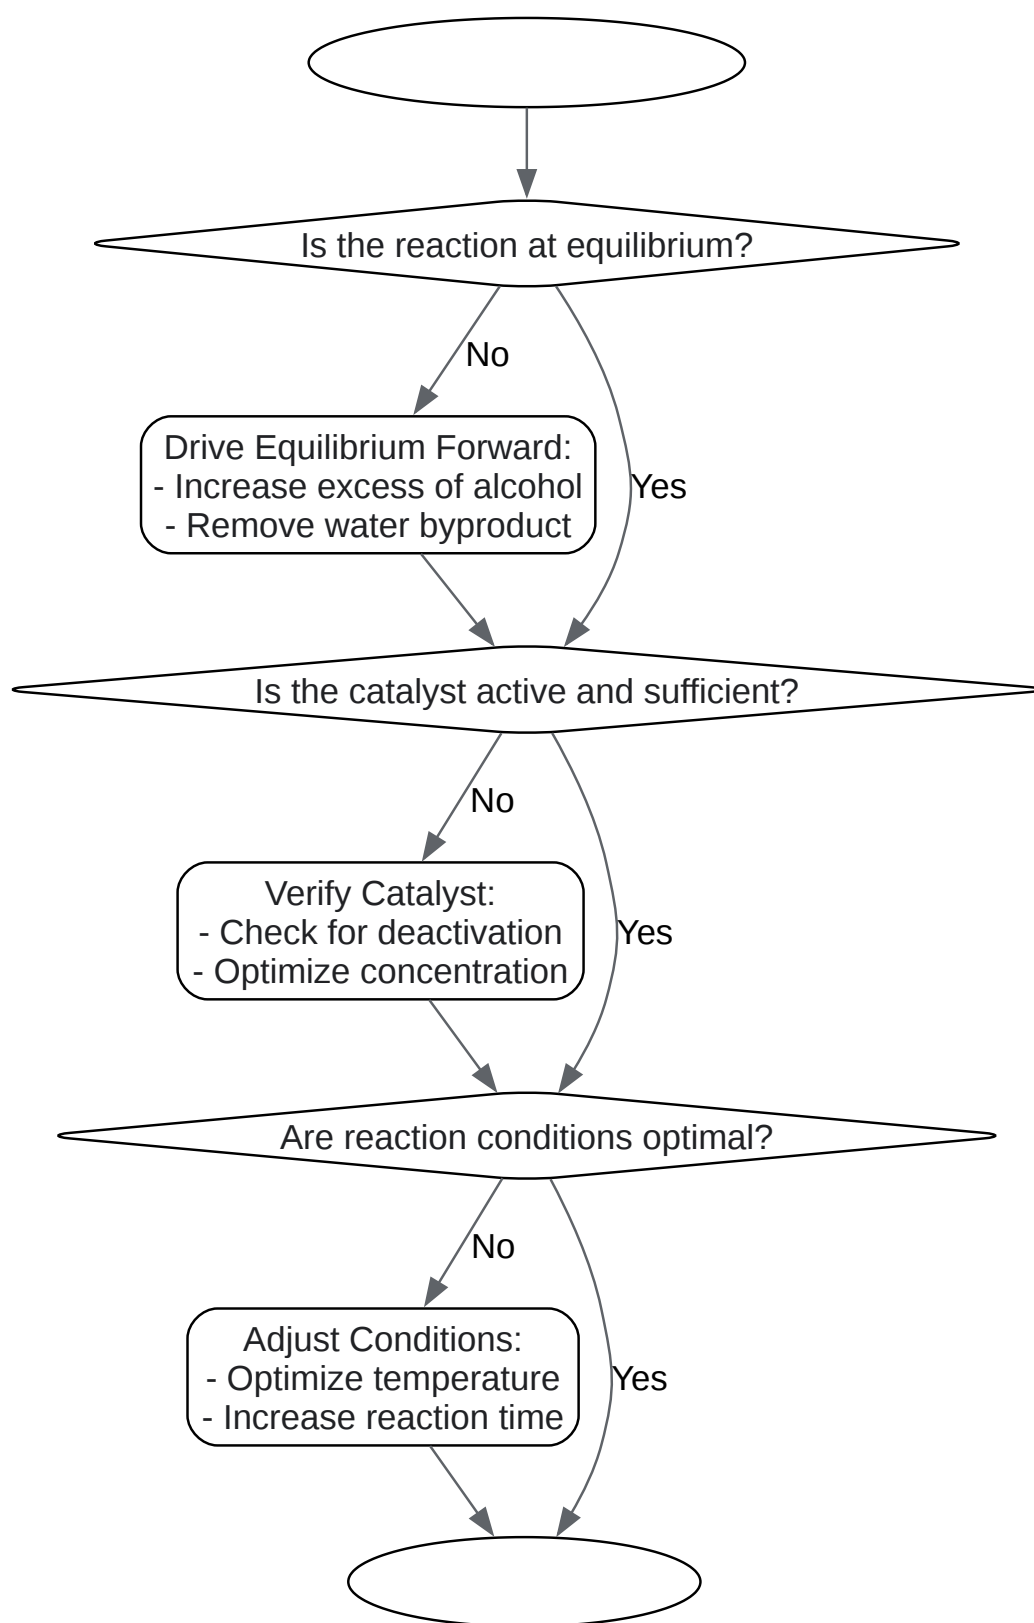 Is the reaction at equilibrium?
No
Drive Equilibrium Forward:
- Increase excess of alcohol
- Remove water byproduct
Yes
Is the catalyst active and sufficient?
No
Verify Catalyst:
- Check for deactivation
- Optimize concentration
Yes
Are reaction conditions optimal?
No
Adjust Conditions:
- Optimize temperature
- Increase reaction time
Yes